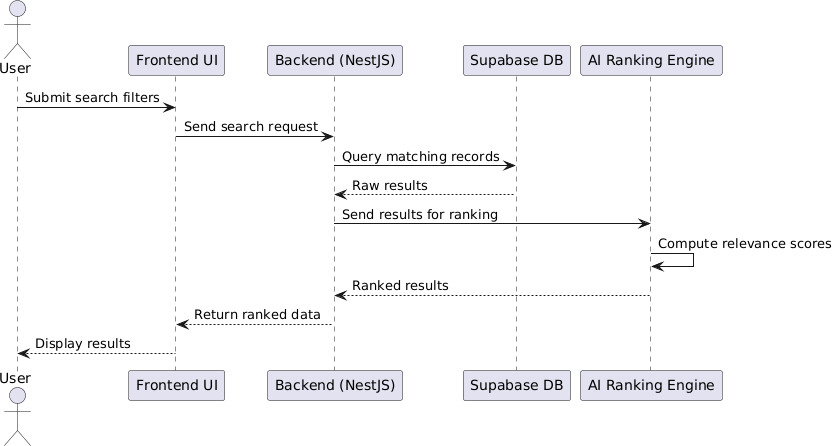 User
Frontend UI
Backend (NestJS)
Supabase DB
AI Ranking Engine
Submit search filters
Send search request
Query matching records
Raw results
Send results for ranking
Compute relevance scores
Ranked results
Return ranked data
Display results
User
Frontend UI
Backend (NestJS)
Supabase DB
AI Ranking Engine